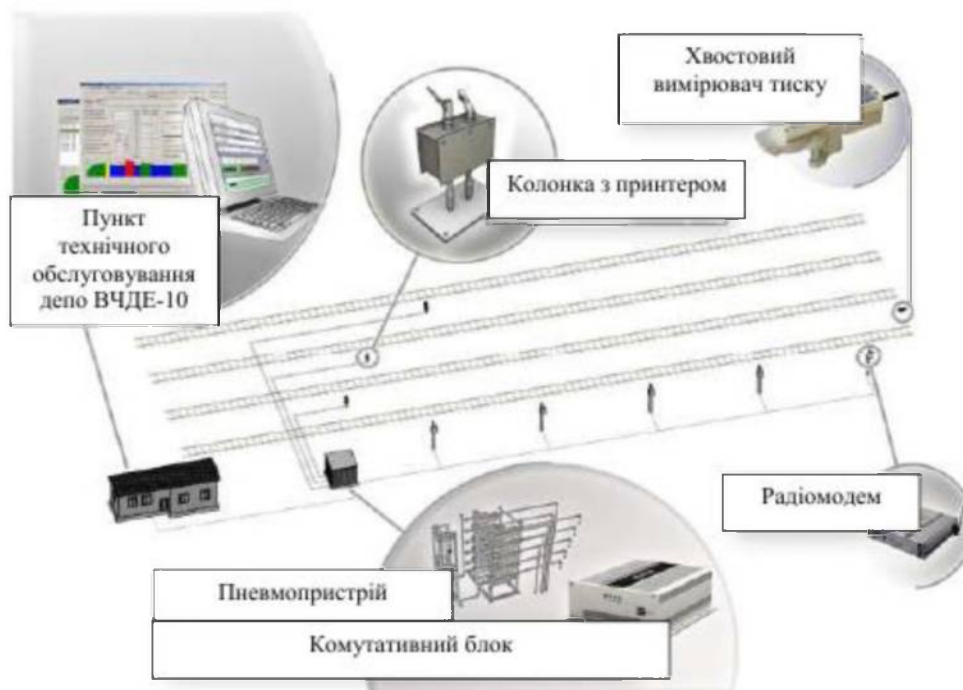 Хвостовий
вимірювач тиску
Колонка з принтером
Пункт
технічного
обслуговування
депо ВЧДЕ-10
Радіомодем
Пневмопристрій
Комутативний блок